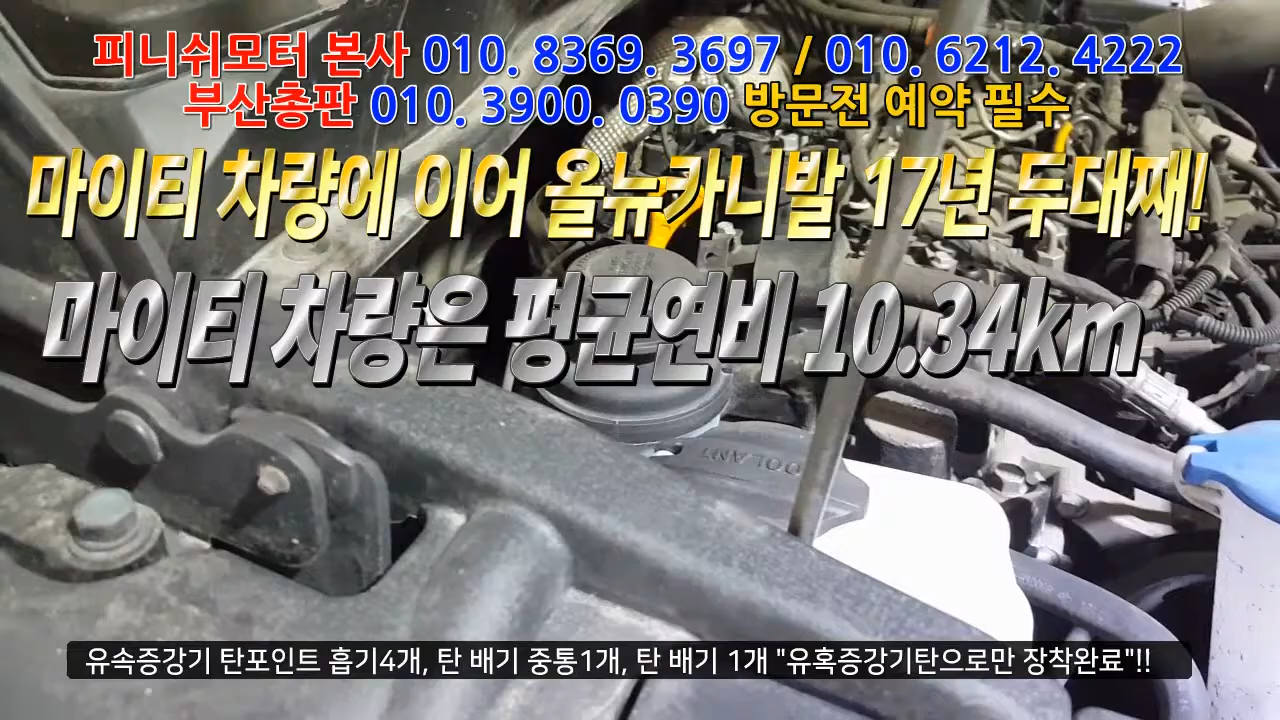 피니쉬모터 본사 010. 8369. 3697 / 010. 6212. 4222
부산총판 010. 3900. 0390 방문전 예약 필수
마이티 차량에 이어 올뉴카니발 17년 두대째!
마이티 차량은 평균연비 10.34km
COOLANT
유속증강기 탄포인트 흡기4개, 탄 배기 중통1개, 탄 배기 1개 "유혹증강기탄으로만 장착완료"!!